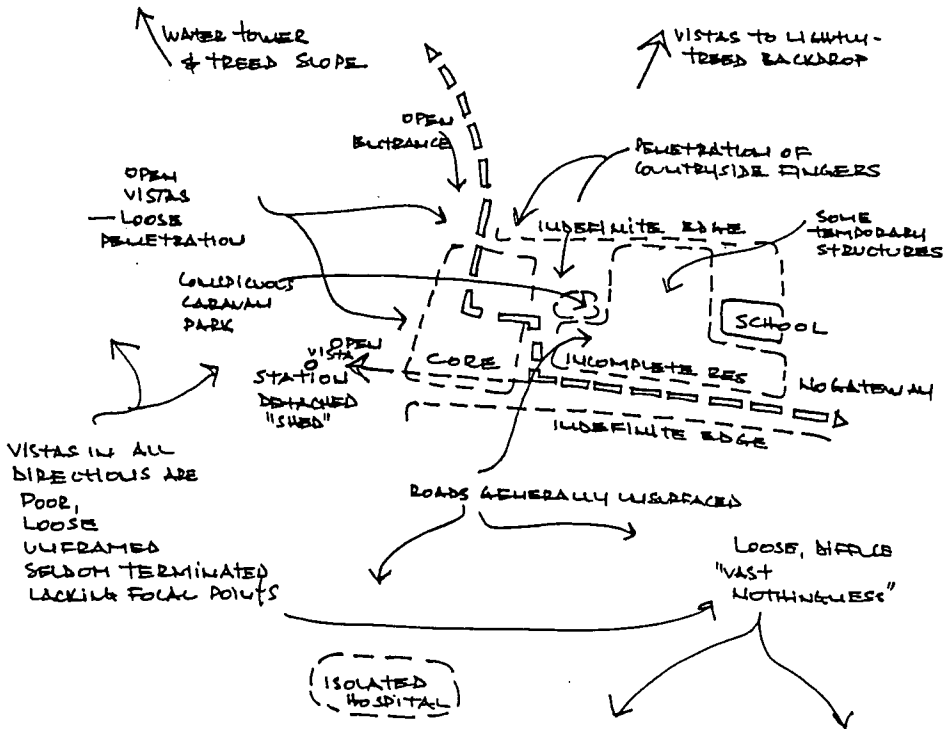 WATER TOWER
& TREED SLOPE
VISTAS TO LIGHTLY-
TREED BACKDROP
OPEN
ENTRANCE
PENETRATION OF
COUNTRYSIDE FINGERS
OPEN
VISTAS
— LOOSE
PENETRATION
INDEFINITE EDGE
SOME
TEMPORARY
STRUCTURES
CONSPICUOUS
CARAVAN
PARK
SCHOOL
OPEN
VISTA
STATION
DETACHED
"SHED"
CORE
INCOMPLETE RES
NO GATEWAY
INDEFINITE EDGE
VISTAS IN ALL
DIRECTIONS ARE
POOR,
LOOSE
UNFRAMED
SELDOM TERMINATED
LACKING FOCAL POINTS
ROADS GENERALLY UNSURFACED
LOOSE, DIFFUCE
"VAST
NOTHINGNESS"
ISOLATED
HOSPITAL